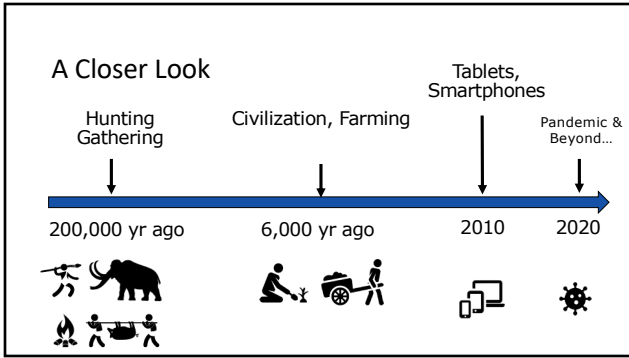 A Closer Look
Hunting
Gathering
Civilization, Farming
Tablets,
Smartphones
Pandemic &
Beyond...
200,000 yr ago
6,000 yr ago
2010
2020